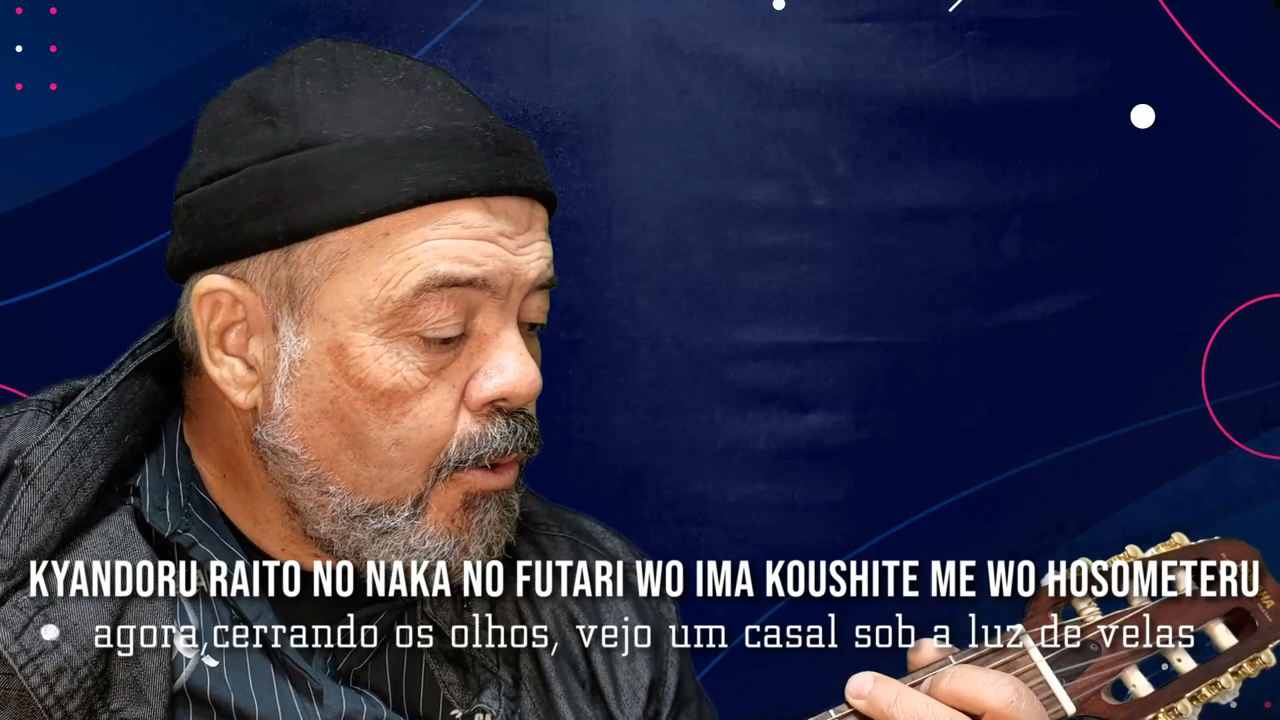 KYANDORU RAITO NO NAKA NO FUTARI WO IMA KOUSHITE ME WO HOSOMETERU
agora,cerrando os olhos, vejo um casal sob a luz de velas